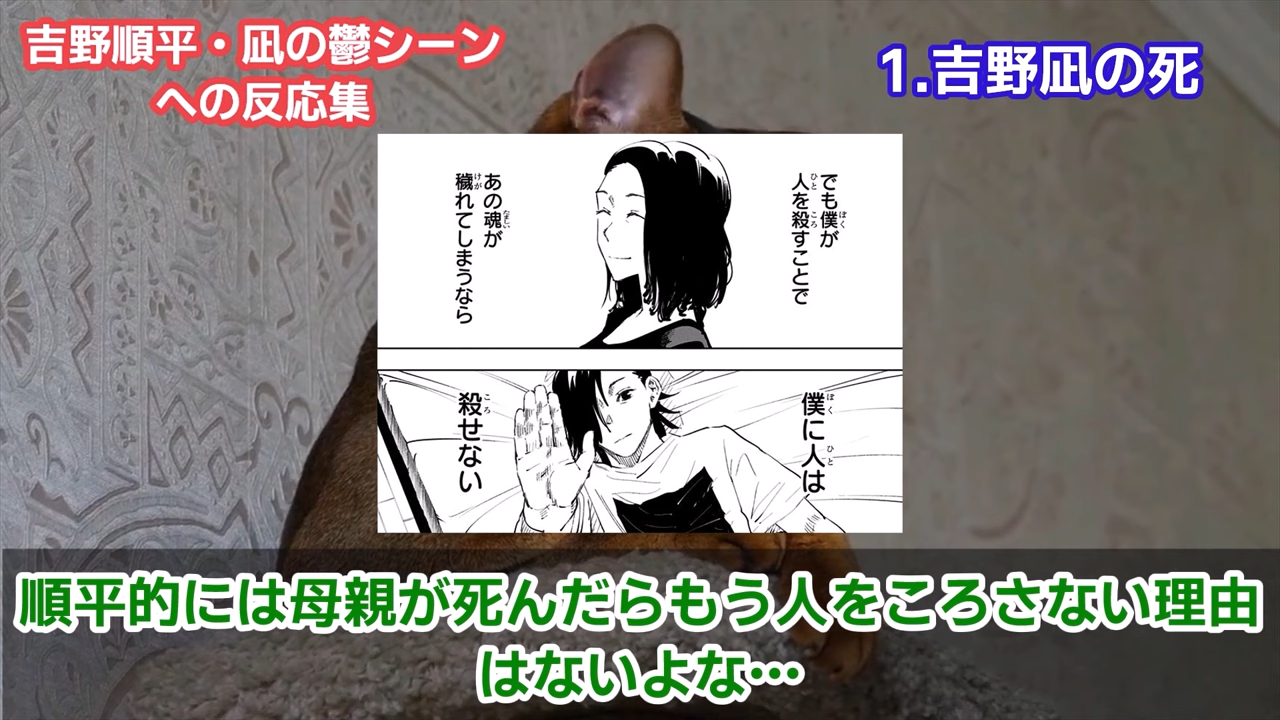 吉野順平・凪の鬱シーン
への反応集
1.吉野凪の死
でも僕が
人を殺すことで
あの魂が
穢れてしまうなら
僕に人は
殺せない
順平的には母親が死んだらもう人をころさない理由
はないよな…